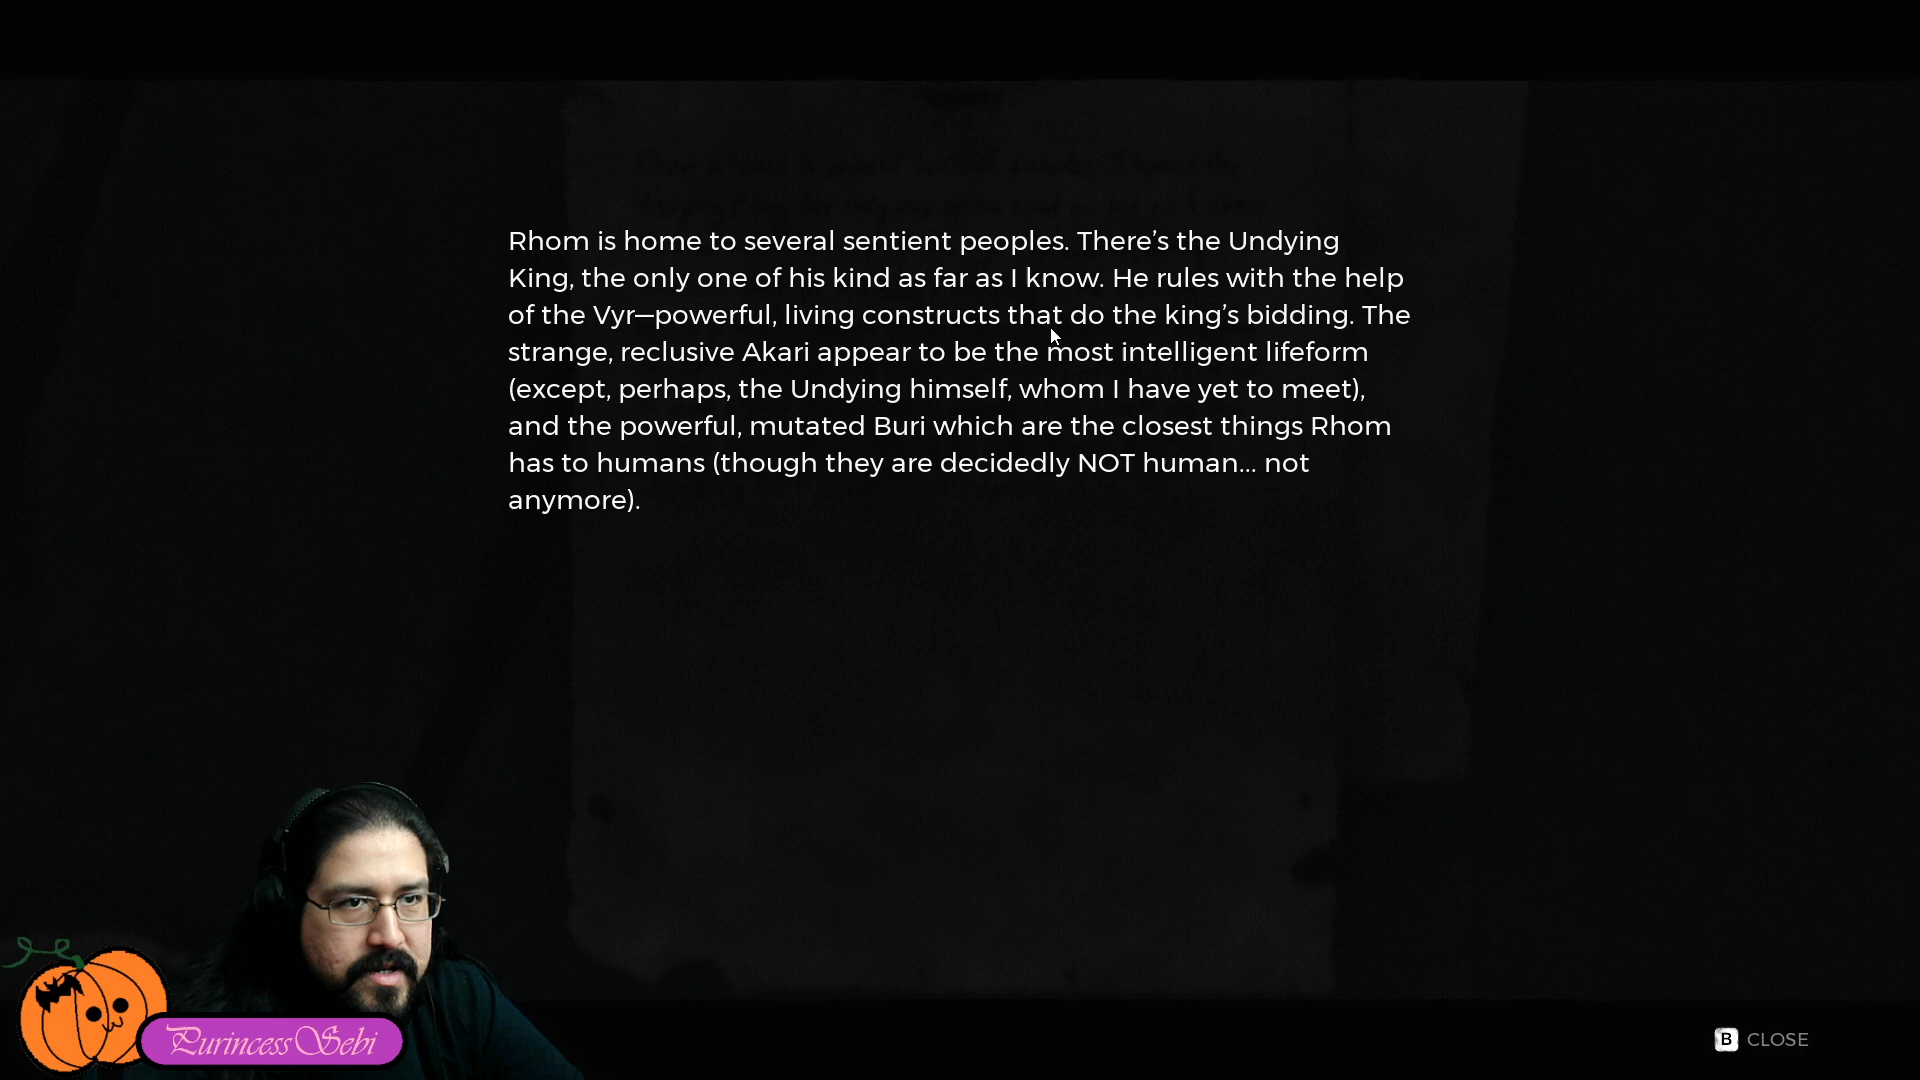 Rhom is home to several sentient peoples. There’s the Undying
King, the only one of his kind as far as I know. He rules with the help
of the Vyr—powerful, living constructs that do the king’s bidding. The
strange, reclusive Akari appear to be the most intelligent lifeform
(except, perhaps, the Undying himself, whom I have yet to meet),
and the powerful, mutated Buri which are the closest things Rhom
has to humans (though they are decidedly NOT human... not
anymore).
PurincessSebi
B CLOSE